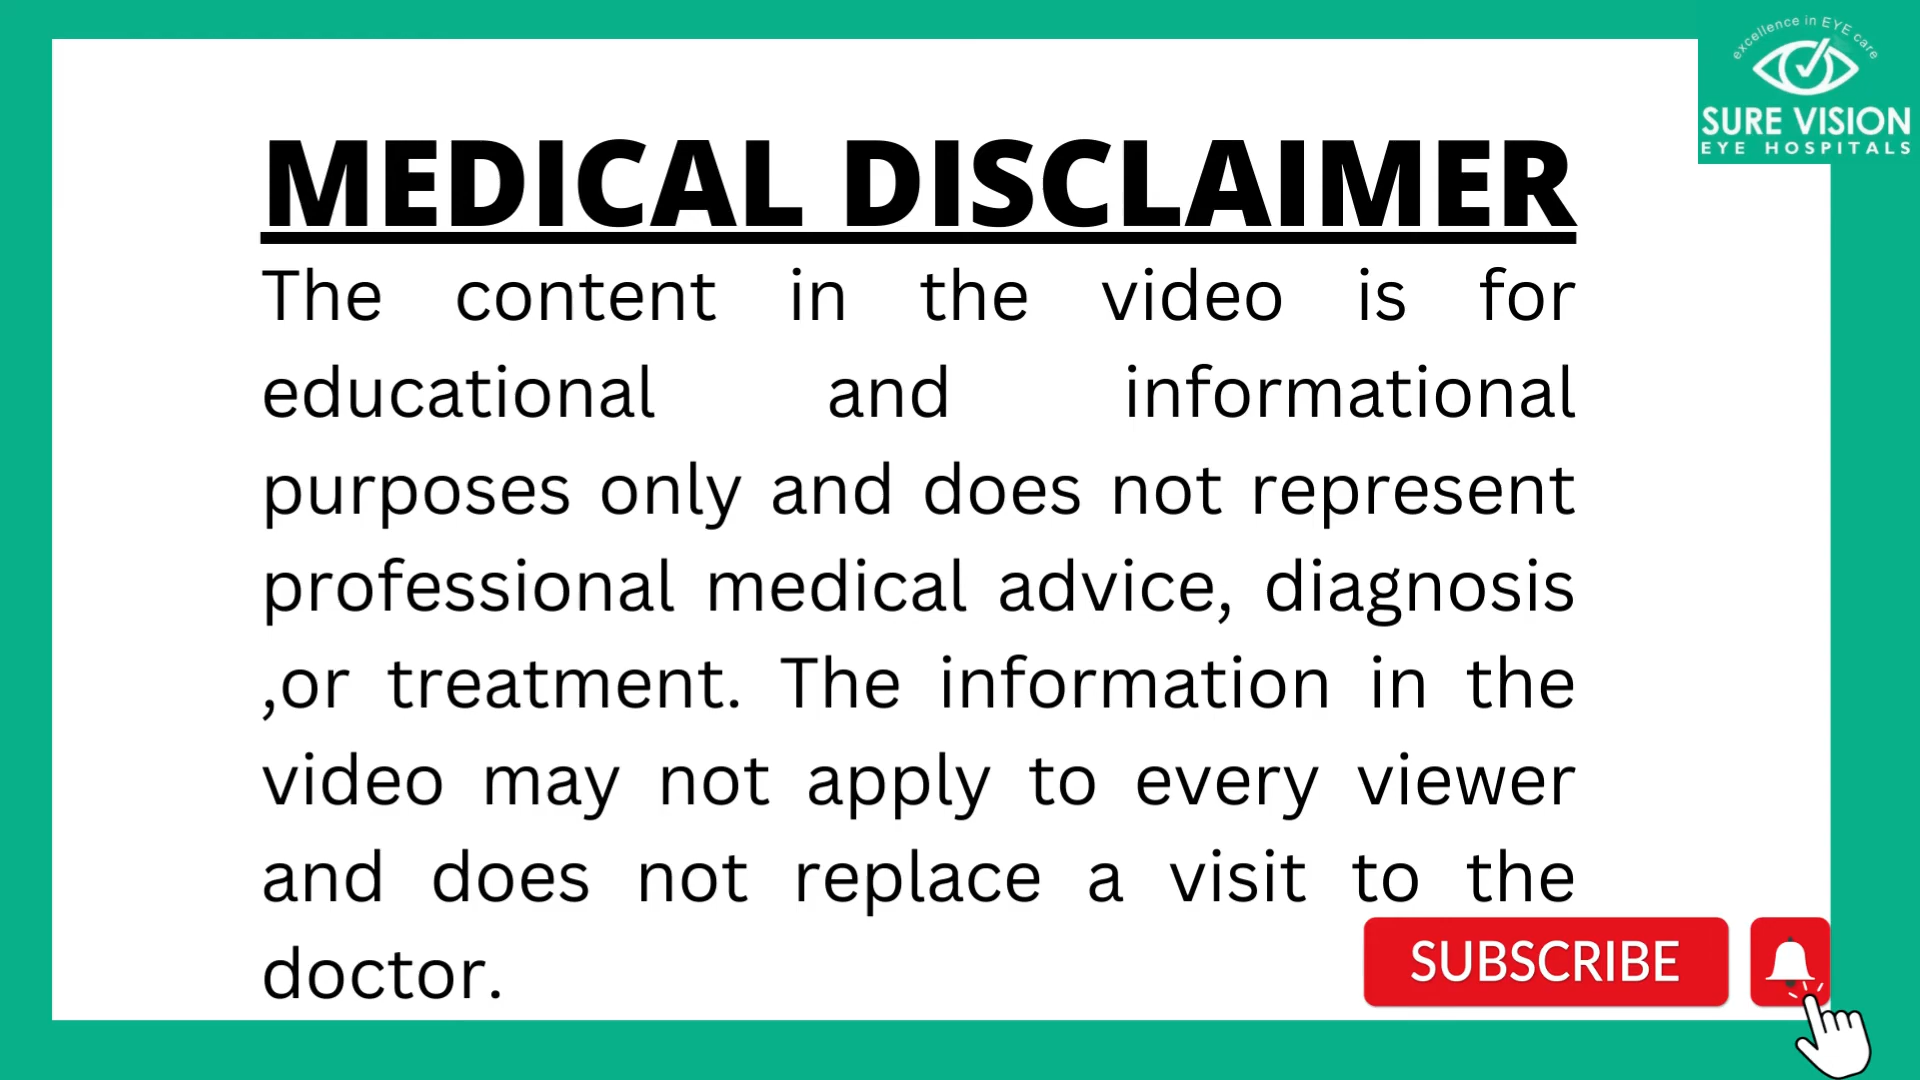 excellence in EYE care
SURE VISION
EYE HOSPITALS
MEDICAL DISCLAIMER
The content in the video is for
educational and informational
purposes only and does not represent
professional medical advice, diagnosis
,or treatment. The information in the
video may not apply to every viewer
and does not replace a visit to the
doctor.
SUBSCRIBE